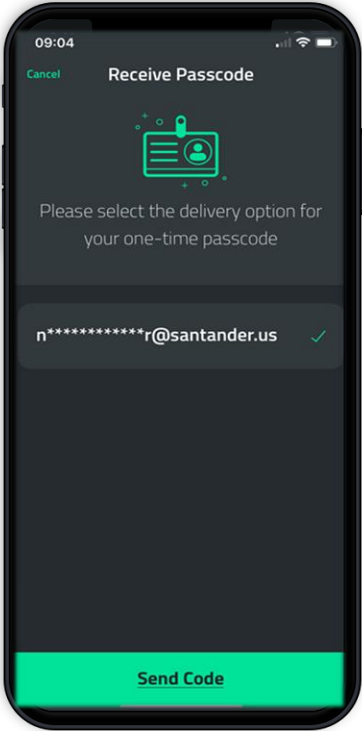 09:04
Cancel
Receive Passcode
Please select the delivery option for
your one-time passcode
n************r@santander.us
Send Code